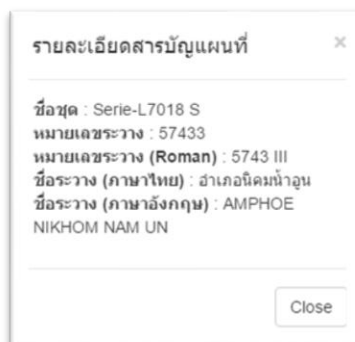 รายละเอียดสารบัญแผนที่ ×
ชื่อชุด : Serie-L7018 S
หมายเลขระวาง : 57433
หมายเลขระวาง (Roman) : 5743 III
ชื่อระวาง (ภาษาไทย) : อำเภอนิคมน้ำอูน
ชื่อระวาง (ภาษาอังกฤษ) : AMPHOE
NIKHOM NAM UN
Close